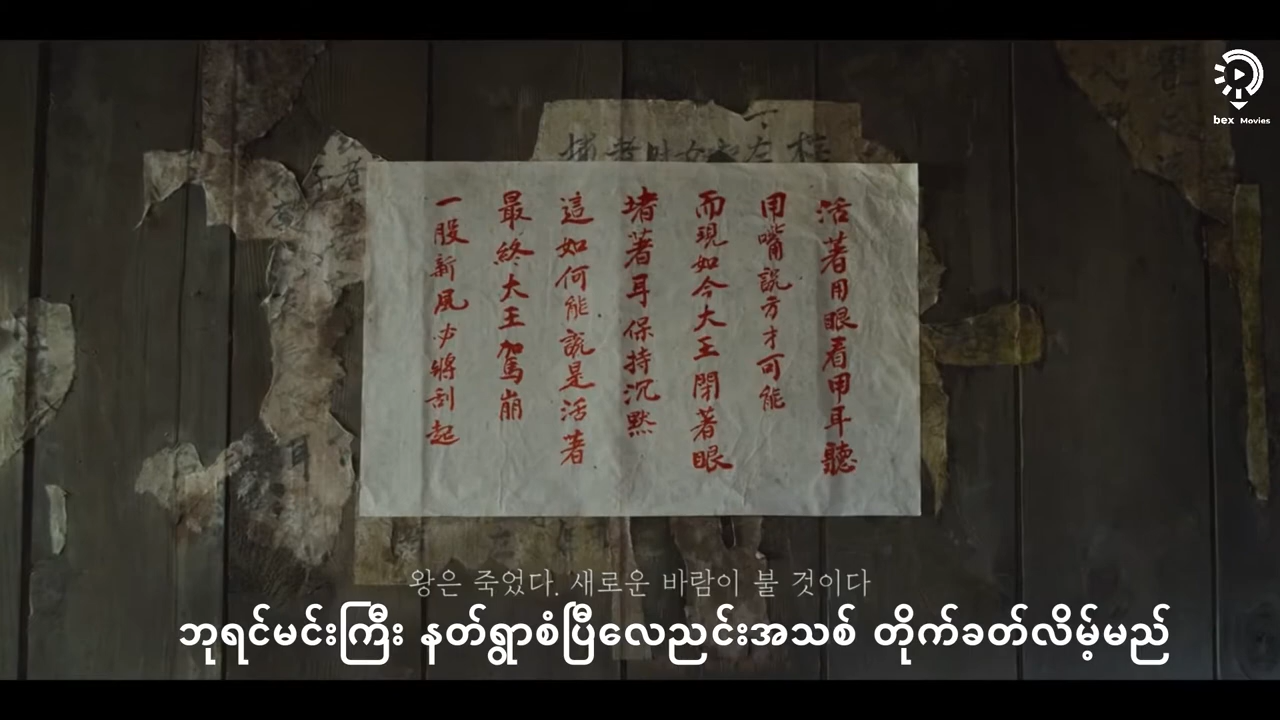 bex Movies
活著用眼看用耳聽
用嘴説方才可能
而現如今大王閉著眼
堵著耳保持沉默
這如何能説是活著
最終大王駕崩
一股新風必將刮起
왕은 죽었다. 새로운 바람이 불 것이다
ဘုရင်မင်းကြီး နတ်ရွာစံပြီလေညင်းအသစ် တိုက်ခတ်လိမ့်မည်